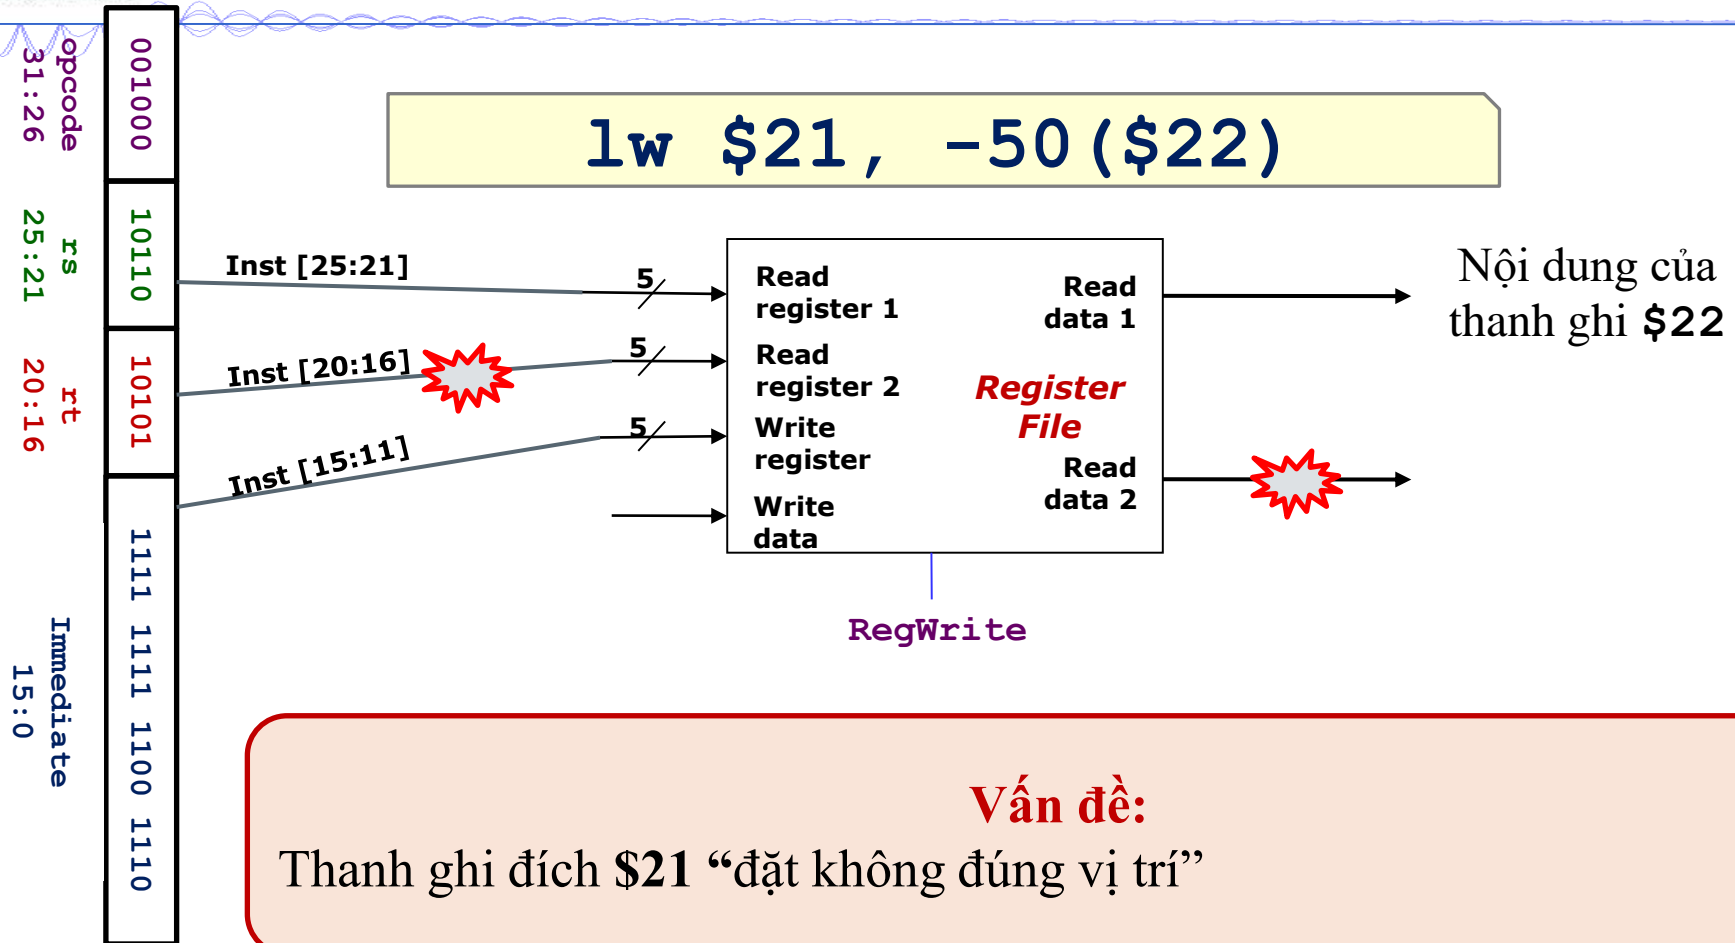 opcode
31:26
001000
rs
25:21
10110
rt
20:16
10101
Immediate
15:0
1111 1111 1100 1110
lw $21, -50($22)
Inst [25:21]
5
Inst [20:16]
5
Inst [15:11]
5
Read
register 1
Read
register 2
Write
register
Write
data
Register
File
Read
data 1
Read
data 2
RegWrite
Nội dung của
thanh ghi $22
Vấn đề:
Thanh ghi đích $21 “đặt không đúng vị trí”